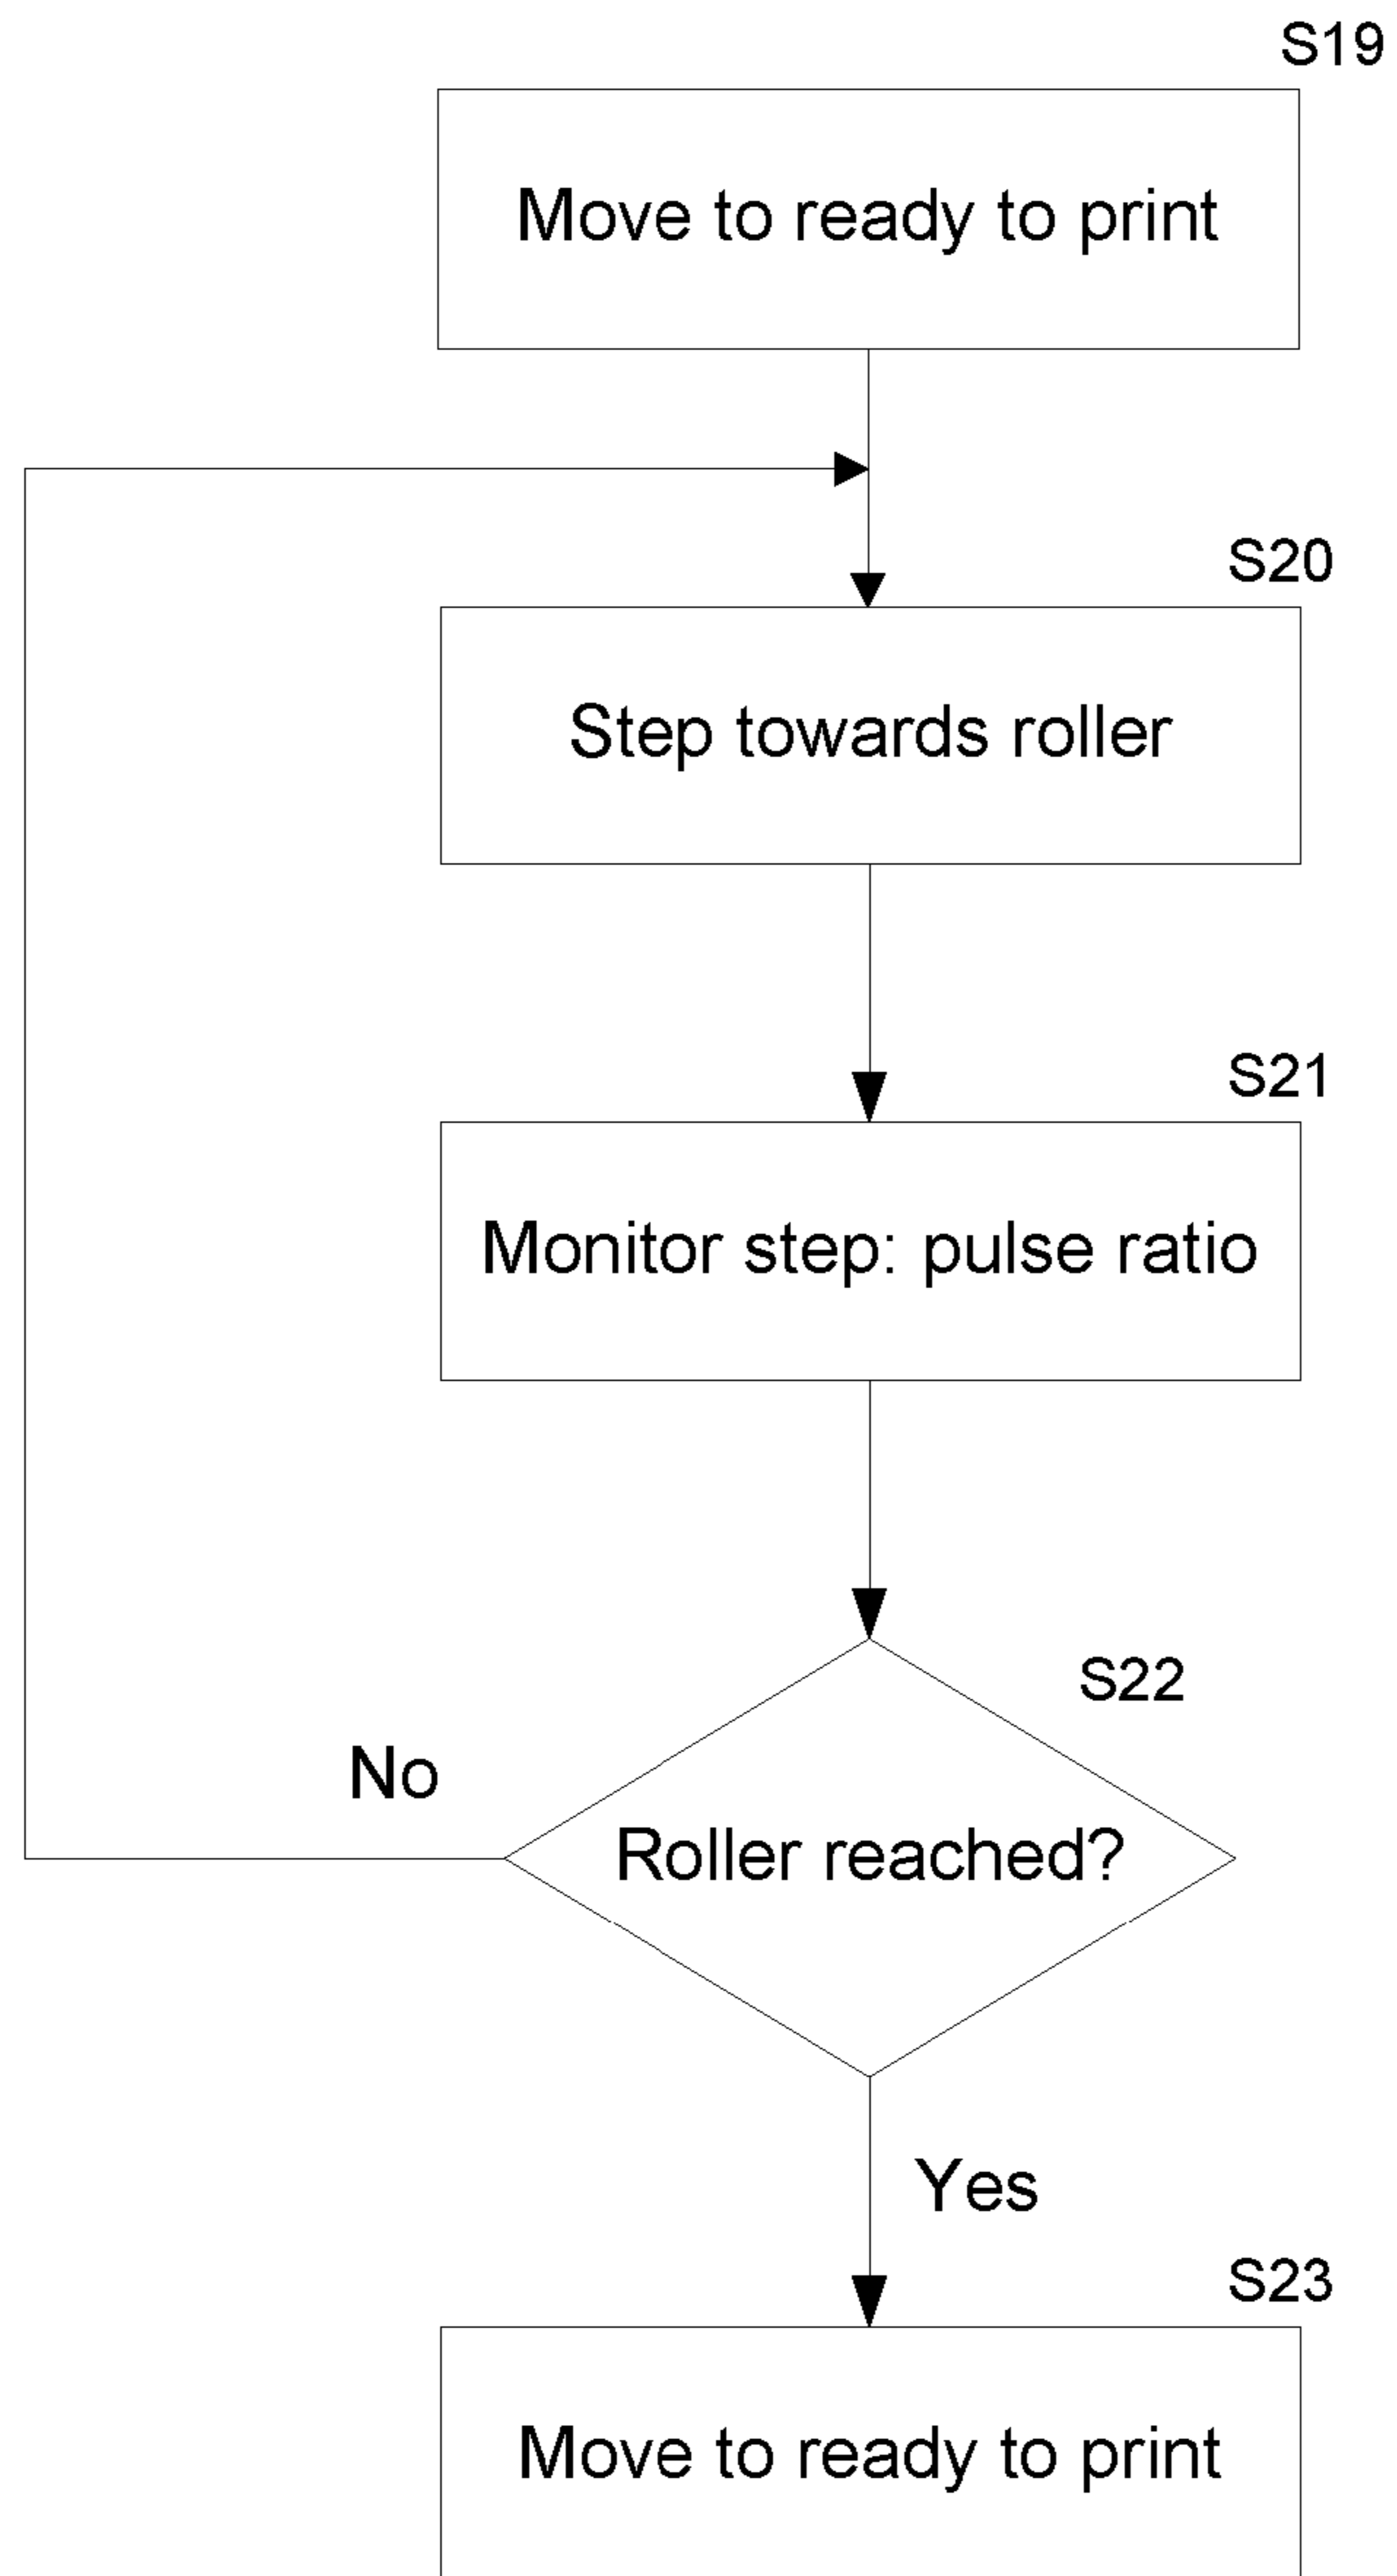 S19
Move to ready to print
S20
Step towards roller
S21
Monitor step: pulse ratio
S22
No
Roller reached?
Yes
S23
Move to ready to print